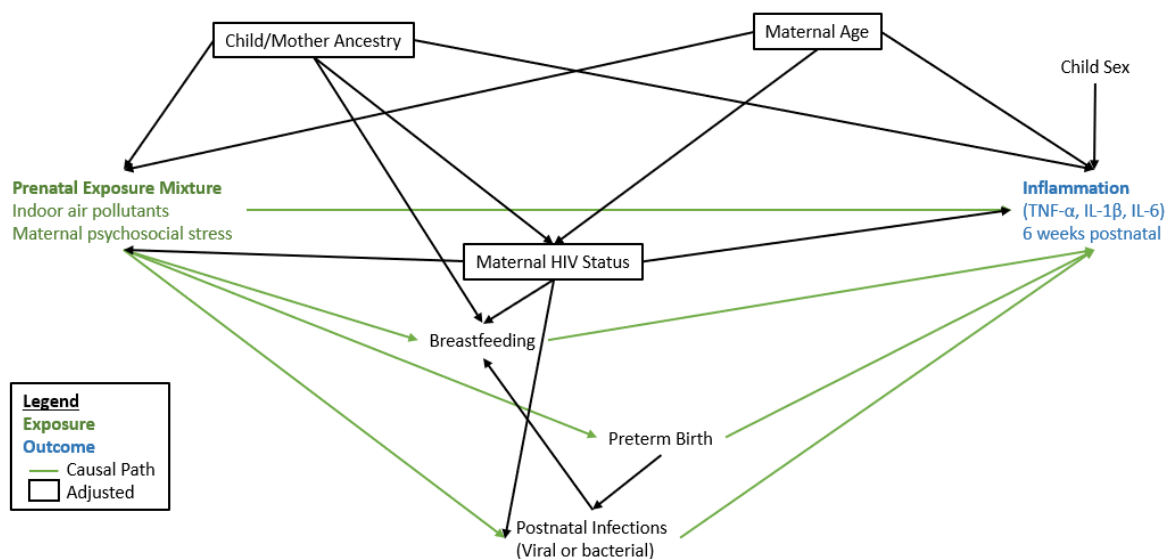 Child/Mother Ancestry
Maternal Age
Child Sex
Prenatal Exposure Mixture
Indoor air pollutants
Maternal psychosocial stress
Inflammation
(TNF-α, IL-1β, IL-6)
6 weeks postnatal
Maternal HIV Status
Breastfeeding
Legend
Exposure
Outcome
Causal Path
Adjusted
Preterm Birth
Postnatal Infections
(Viral or bacterial)